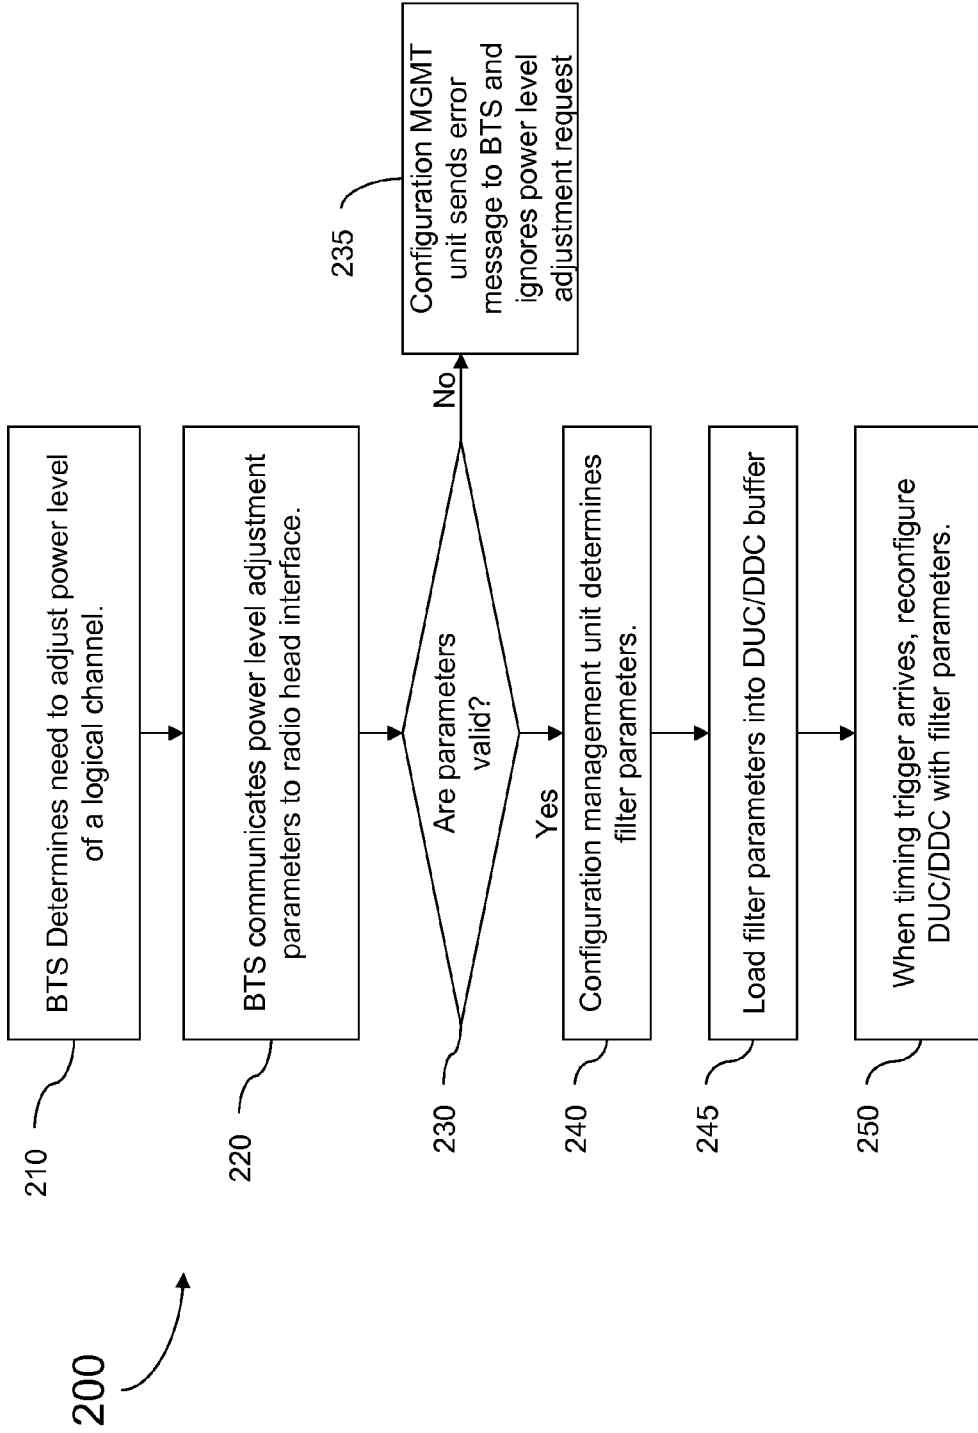 200
210
BTS Determines need to adjust power level
of a logical channel.
220
BTS communicates power level adjustment
parameters to radio head interface.
230
Are parameters
valid?
No
235
Configuration MGMT
unit sends error
message to BTS and
ignores power level
adjustment request
Yes
240
Configuration management unit determines
filter parameters.
245
Load filter parameters into DUC/DDC buffer
250
When timing trigger arrives, reconfigure
DUC/DDC with filter parameters.